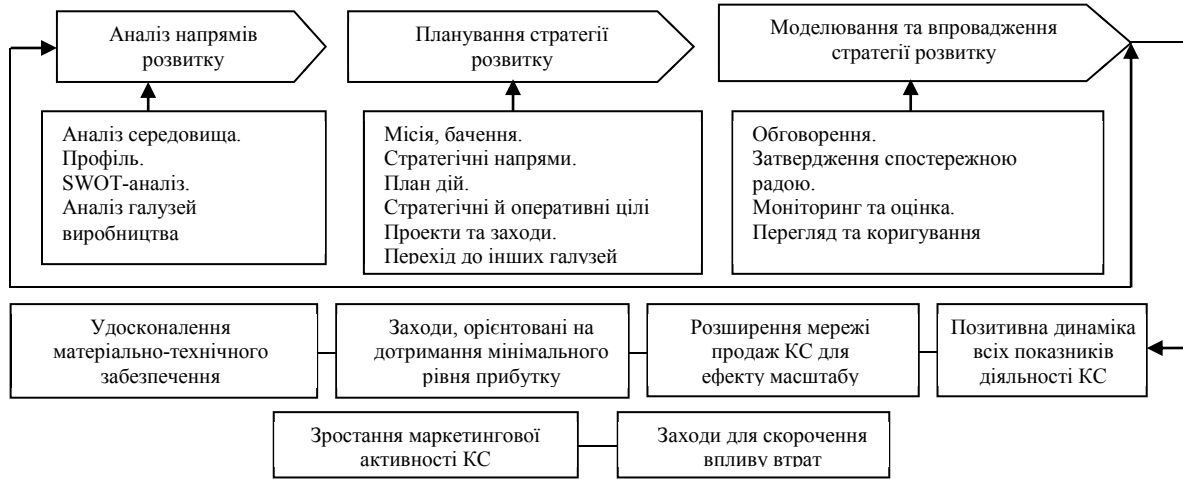 Аналіз напрямів
розвитку
Планування стратегії
розвитку
Моделювання та впровадження
стратегії розвитку
Аналіз середовища.
Профіль.
SWOT-аналіз.
Аналіз галузей
виробництва
Місія, бачення.
Стратегічні напрями.
План дій.
Стратегічні й оперативні цілі
Проекти та заходи.
Перехід до інших галузей
Обговорення.
Затвердження спостережною
радою.
Моніторинг та оцінка.
Перегляд та коригування
Удосконалення
матеріально-технічного
забезпечення
Заходи, орієнтовані на
дотримання мінімального
рівня прибутку
Розширення мережі
продаж КС для
ефекту масштабу
Позитивна динаміка
всіх показників
діяльності КС
Зростання маркетингової
активності КС
Заходи для скорочення
впливу втрат